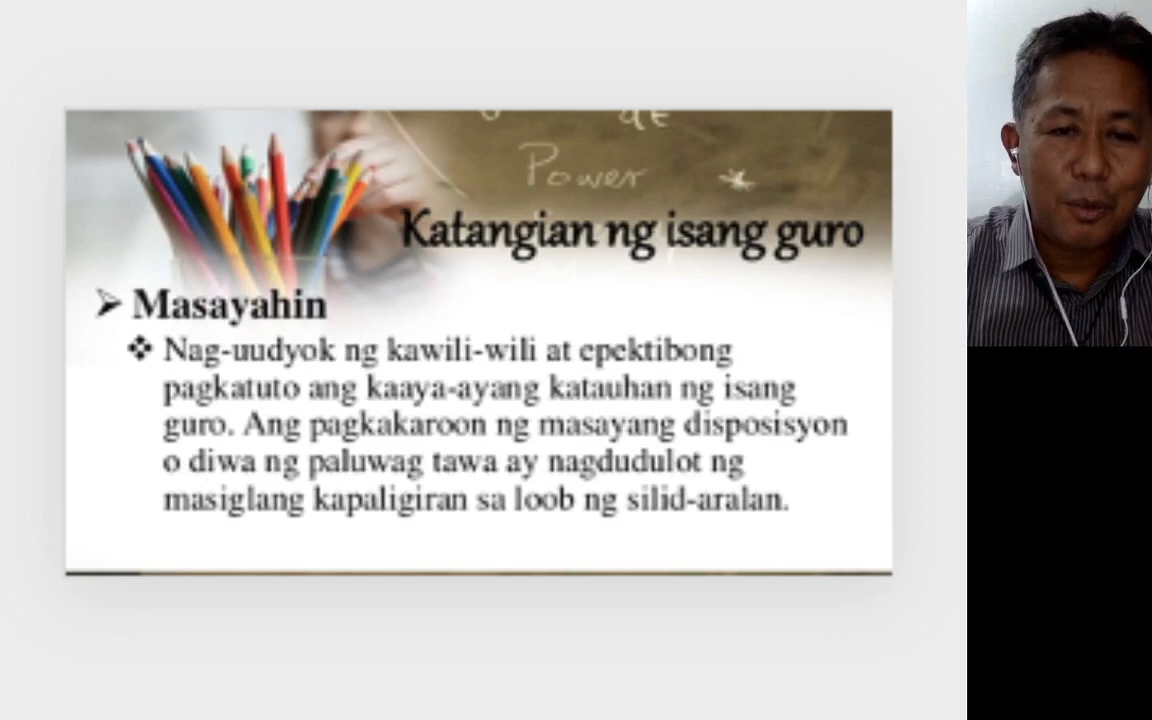 at
Power
Katangian ng isang guro
➢ Masayahin
❖ Nag-uudyok ng kawili-wili at epektibong
pagkatuto ang kaaya-ayang katauhan ng isang
guro. Ang pagkakaroon ng masayang disposisyon
o diwa ng paluwag tawa ay nagdudulot ng
masiglang kapaligiran sa loob ng silid-aralan.